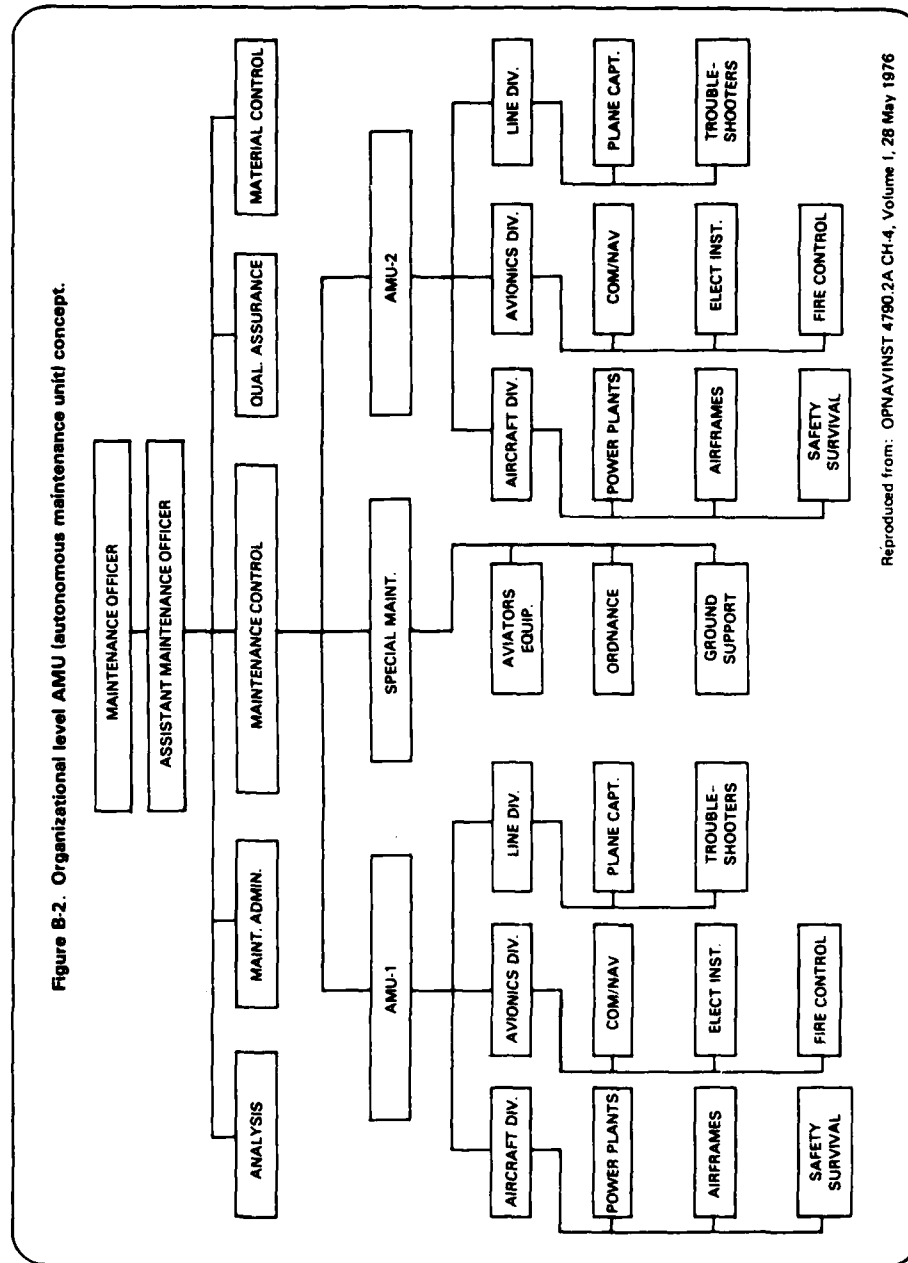 Figure B-2. Organizational level AMU (autonomous maintenance unit) concept.
MAINTENANCE OFFICER
ASSISTANT MAINTENANCE OFFICER
ANALYSIS
MAINT. ADMIN.
MAINTENANCE CONTROL
QUAL. ASSURANCE
MATERIAL CONTROL
AMU-1
SPECIAL MAINT.
AMU-2
AIRCRAFT DIV.
AVIONICS DIV.
LINE DIV.
AVIATORS
EQUIP.
AIRCRAFT DIV.
AVIONICS DIV.
LINE DIV.
POWER PLANTS
COM/NAV
PLANE CAPT.
ORDNANCE
POWER PLANTS
COM/NAV
PLANE CAPT.
AIRFRAMES
ELECT INST.
TROUBLE-
SHOOTERS
GROUND
SUPPORT
AIRFRAMES
ELECT INST.
TROUBLE-
SHOOTERS
SAFETY
SURVIVAL
FIRE CONTROL
SAFETY
SURVIVAL
FIRE CONTROL
Reproduced from: OPNAVINST 4790.2A CH-4, Volume I, 28 May 1976